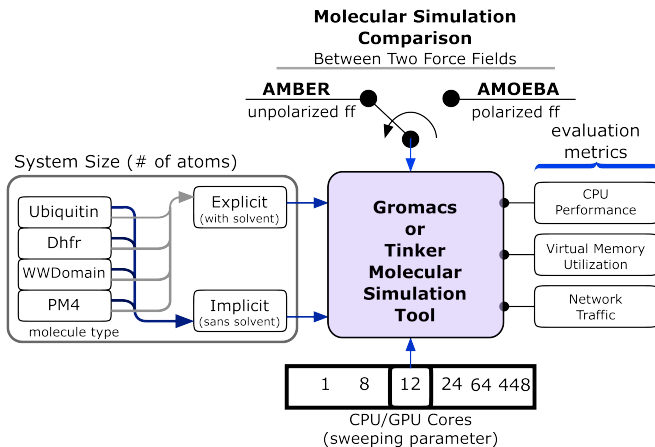 Molecular Simulation
Comparison
Between Two Force Fields
AMBER
unpolarized ff
AMOEBA
polarized ff
evaluation
metrics
System Size (# of atoms)
Ubiquitin
Dhfr
WWDomain
PM4
molecule type
Explicit
(with solvent)
Implicit
(sans solvent)
Gromacs
or
Tinker
Molecular
Simulation
Tool
CPU
Performance
Virtual Memory
Utilization
Network
Traffic
1 8 12 24 64 448
CPU/GPU Cores
(sweeping parameter)